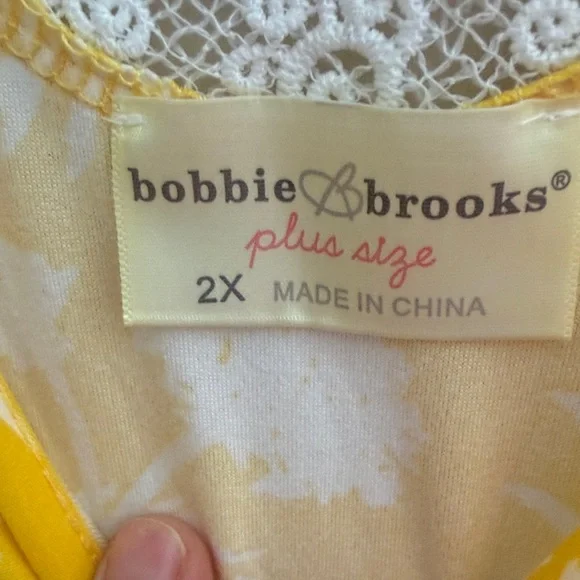 bobbie B brooks®
plus size
2X MADE IN CHINA